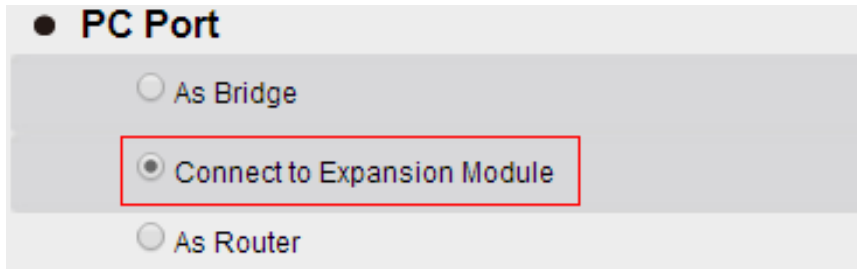 PC Port
As Bridge
Connect to Expansion Module
As Router